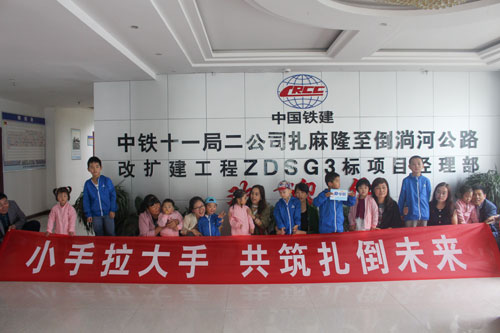 CRCC
中国铁建
中铁十一局二公司扎麻隆至倒淌河公路
改扩建工程ZDSG3标项目经理部
小手拉大手 共筑扎倒未来